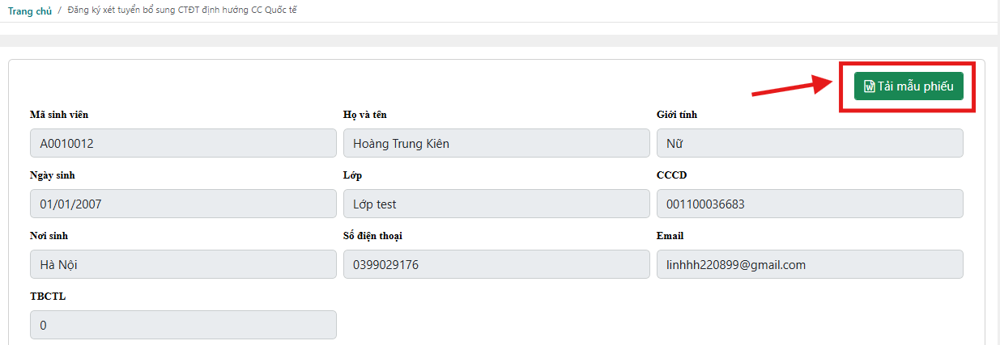 Trang chủ / Đăng ký xét tuyển bổ sung CTĐT định hướng CC Quốc tế
Tải mẫu phiếu
Mã sinh viên Họ và tên Giới tính
A0010012 Hoàng Trung Kiên Nữ
Ngày sinh Lớp CCCD
01/01/2007 Lớp test 001100036683
Nơi sinh Số điện thoại Email
Hà Nội 0399029176 linhhh220899@gmail.com
TBCTL
0